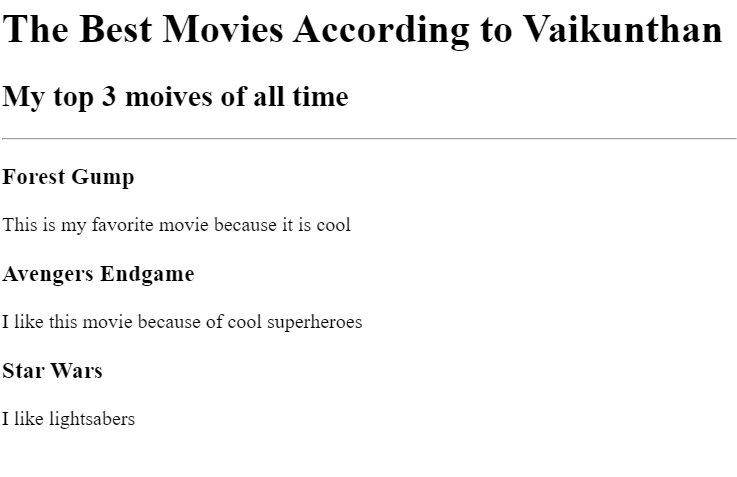 The Best Movies According to Vaikunthan
My top 3 moives of all time
Forest Gump
This is my favorite movie because it is cool
Avengers Endgame
I like this movie because of cool superheroes
Star Wars
I like lightsabers